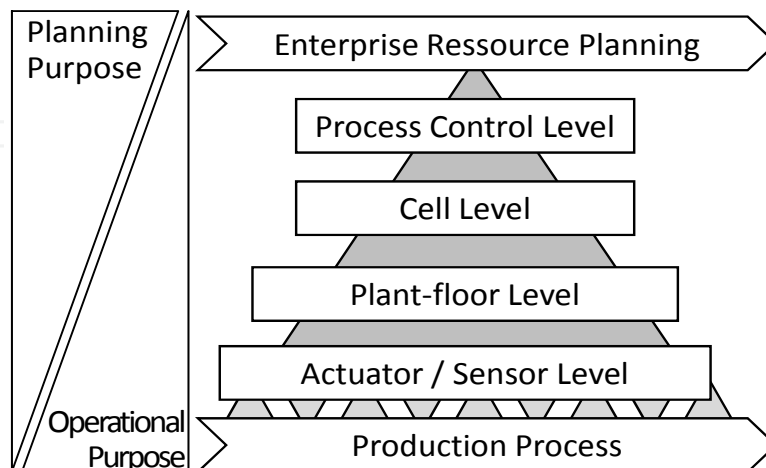 Planning
Purpose
Enterprise Ressource Planning
Process Control Level
Cell Level
Plant-floor Level
Actuator / Sensor Level
Operational
Purpose
Production Process